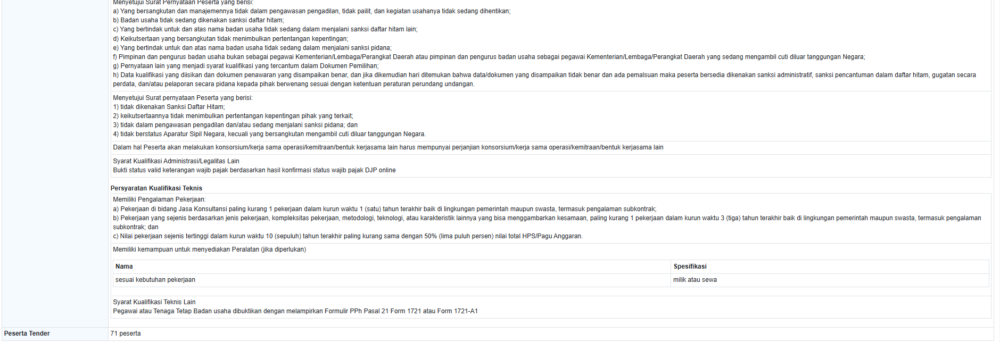 Menyetujui Surat Pernyataan Peserta yang berisi:
a) Yang bersangkutan dan manajemennya tidak dalam pengawasan pengadilan, tidak pailit, dan kegiatan usahanya tidak sedang dihentikan;
b) Badan usaha tidak sedang dikenakan sanksi daftar hitam;
c) Yang bertindak untuk dan atas nama badan usaha tidak sedang dalam menjalani sanksi daftar hitam lain;
d) Keikutsertaan yang bersangkutan tidak menimbulkan pertentangan kepentingan;
e) Yang bertindak untuk dan atas nama badan usaha tidak sedang dalam menjalani sanksi pidana;
f) Pimpinan dan pengurus badan usaha bukan sebagai pegawai Kementerian/Lembaga/Perangkat Daerah atau pimpinan dan pengurus badan usaha sebagai pegawai Kementerian/Lembaga/Perangkat Daerah yang sedang mengambil cuti diluar tanggungan Negara;
g) Pernyataan lain yang menjadi syarat kualifikasi yang tercantum dalam Dokumen Pemilihan;
h) Data kualifikasi yang diisikan dan dokumen penawaran yang disampaikan benar, dan jika dikemudian hari ditemukan bahwa data/dokumen yang disampaikan tidak benar dan ada pemalsuan maka peserta bersedia dikenakan sanksi administratif, sanksi pencantuman dalam daftar hitam, gugatan secara
perdata, dan/atau pelaporan secara pidana kepada pihak berwenang sesuai dengan ketentuan peraturan perundang undangan.
Menyetujui Surat pernyataan Peserta yang berisi:
1) tidak dikenakan Sanksi Daftar Hitam;
2) keikutsertaannya tidak menimbulkan pertentangan kepentingan pihak yang terkait;
3) tidak dalam pengawasan pengadilan dan/atau sedang menjalani sanksi pidana; dan
4) tidak berstatus Aparatur Sipil Negara, kecuali yang bersangkutan mengambil cuti diluar tanggungan Negara.
Dalam hal Peserta akan melakukan konsorsium/kerja sama operasi/kemitraan/bentuk kerjasama lain harus mempunyai perjanjian konsorsium/kerja sama operasi/kemitraan/bentuk kerjasama lain
Syarat Kualifikasi Administrasi/Legalitas Lain
Bukti status valid keterangan wajib pajak berdasarkan hasil konfirmasi status wajib pajak DJP online
Persyaratan Kualifikasi Teknis
Memiliki Pengalaman Pekerjaan:
a) Pekerjaan di bidang Jasa Konsultansi paling kurang 1 pekerjaan dalam kurun waktu 1 (satu) tahun terakhir baik di lingkungan pemerintah maupun swasta, termasuk pengalaman subkontrak;
b) Pekerjaan yang sejenis berdasarkan jenis pekerjaan, kompleksitas pekerjaan, metodologi, teknologi, atau karakteristik lainnya yang bisa menggambarkan kesamaan, paling kurang 1 pekerjaan dalam kurun waktu 3 (tiga) tahun terakhir baik di lingkungan pemerintah maupun swasta, termasuk pengalaman
subkontrak; dan
c) Nilai pekerjaan sejenis tertinggi dalam kurun waktu 10 (sepuluh) tahun terakhir paling kurang sama dengan 50% (lima puluh persen) nilai total HPS/Pagu Anggaran.
Memiliki kemampuan untuk menyediakan Peralatan (jika diperlukan)
Nama Spesifikasi
sesuai kebutuhan pekerjaan milik atau sewa
Syarat Kualifikasi Teknis Lain
Pegawai atau Tenaga Tetap Badan usaha dibuktikan dengan melampirkan Formulir PPh Pasal 21 Form 1721 atau Form 1721-A1
Peserta Tender 71 peserta